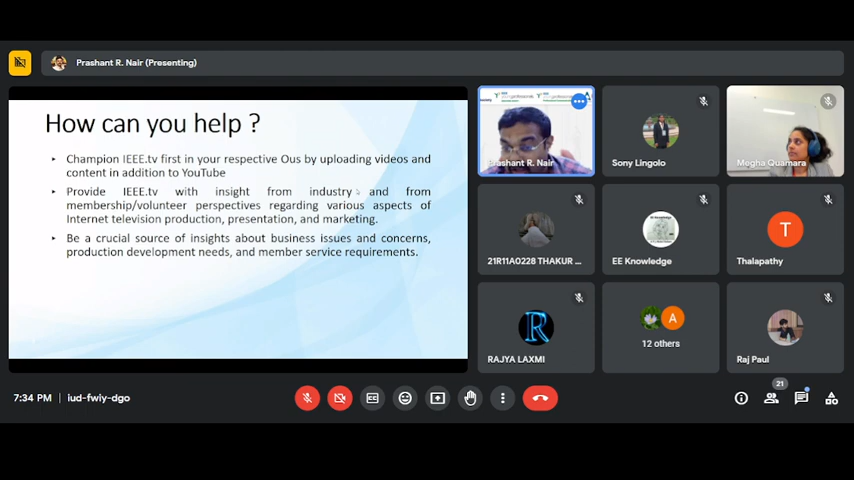 Prashant R. Nair (Presenting)
How can you help ?
Champion IEEE.tv first in your respective Ous by uploading videos and
content in addition to YouTube
Provide IEEE.tv with insight from industry and from
membership/volunteer perspectives regarding various aspects of
Internet television production, presentation, and marketing.
Be a crucial source of insights about business issues and concerns,
production development needs, and member service requirements.
Prashant R. Nair
Sony Lingolo
Megha Quamara
21R11A0228 THAKUR ...
EE Knowledge
T
Thalapathy
R
RAJYA LAXMI
A
12 others
Raj Paul
7:34 PM | iud-fwiy-dgo
21